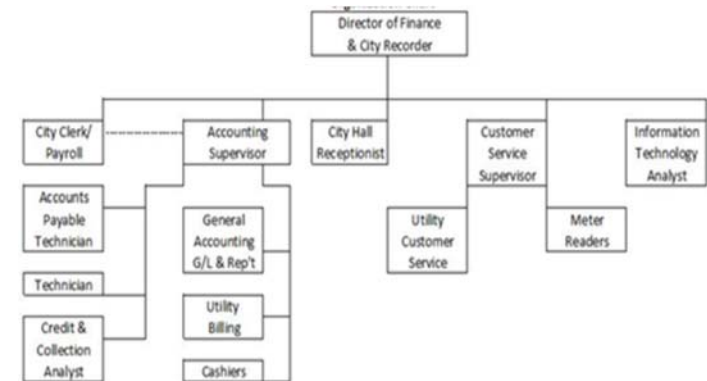 Director of Finance
& City Recorder
City Clerk/
Payroll
Accounting
Supervisor
City Hall
Receptionist
Customer
Service
Supervisor
Information
Technology
Analyst
Accounts
Payable
Technician
General
Accounting
G/L & Rep't
Utility
Customer
Service
Meter
Readers
Technician
Utility
Billing
Credit &
Collection
Analyst
Cashiers